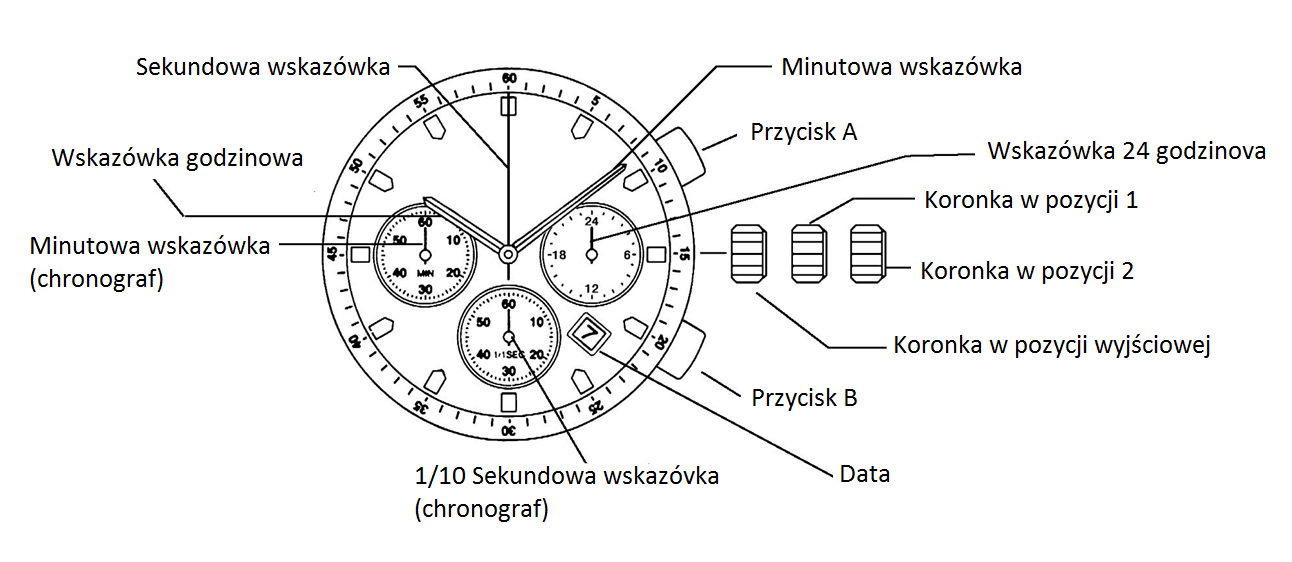 Sekundowa wskazówka
Minutowa wskazówka
Przycisk A
Wskazówka godzinowa
Wskazówka 24 godzinova
Koronka w pozycji 1
Minutowa wskazówka
(chronograf)
Koronka w pozycji 2
Koronka w pozycji wyjściowej
Przycisk B
1/10 Sekundowa wskazóvka
(chronograf)
Data
60
5
10
15
20
25
30
35
40
45
50
55
60
10
20
30
40
50
MIN
24
6
12
18
60
10
20
30
40
50
1/1SEC
7